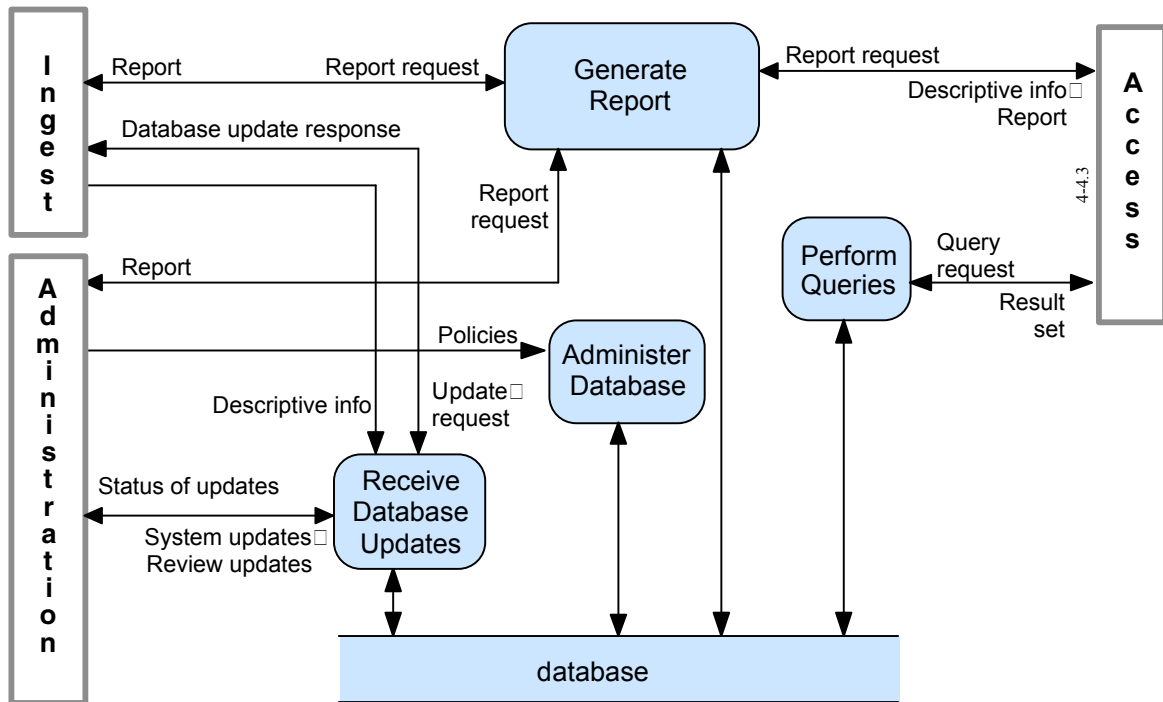 Ingest
Report
Report request
Generate
Report
Report request
Descriptive info□
Report
Access
4-4.3
Database update response
Report
request
Perform
Queries
Query
request
Result
set
Administration
Report
Policies
Administer
Database
Descriptive info
Update□
request
Status of updates
System updates□
Review updates
Receive
Database
Updates
database